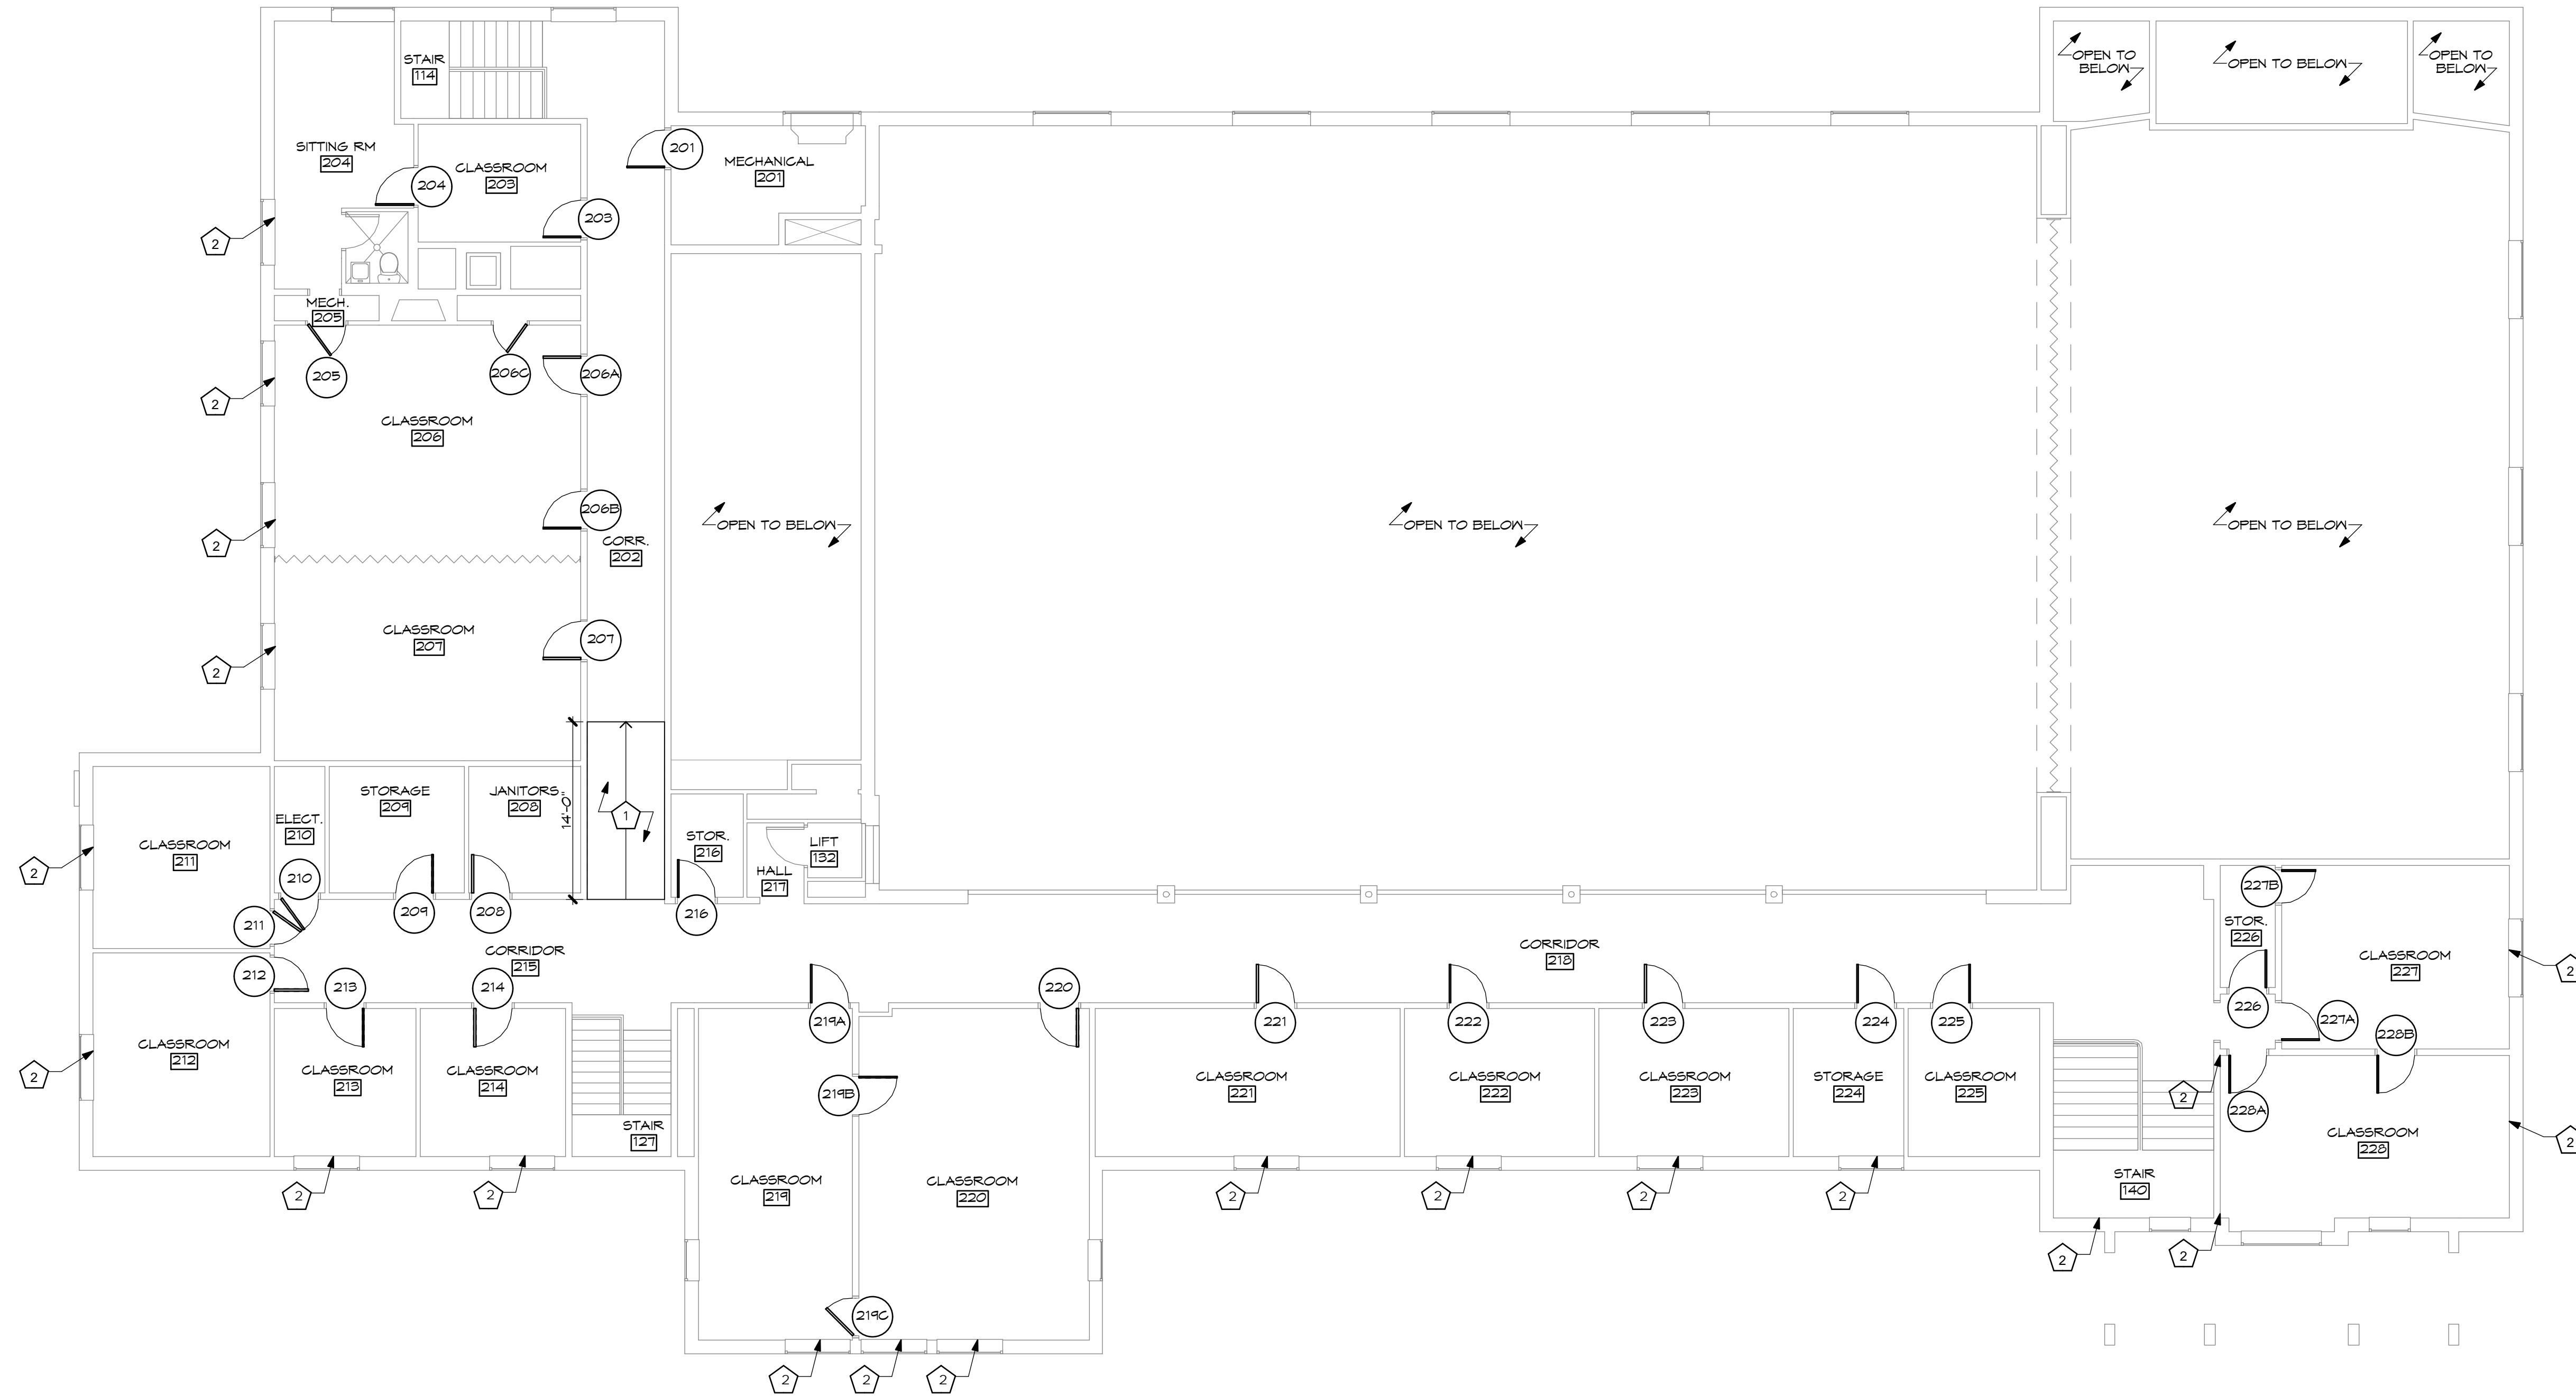 OPEN TO
BELOW
OPEN TO BELOW
OPEN TO
BELOW
STAIR
114
SITTING RM
204
204
CLASSROOM
203
203
201
MECHANICAL
201
2
MECH.
205
205
206C
206A
2
CLASSROOM
206
206B
2
CORR.
202
OPEN TO BELOW
OPEN TO BELOW
OPEN TO BELOW
CLASSROOM
207
207
2
14'-0"
1
STORAGE
209
JANITORS
208
ELECT.
210
210
CLASSROOM
211
211
2
209
208
STOR.
216
216
HALL
217
LIFT
132
212
CORRIDOR
215
213
214
CLASSROOM
212
2
CLASSROOM
213
CLASSROOM
214
STAIR
127
2
2
CORRIDOR
218
219A
220
221
222
223
224
225
219B
CLASSROOM
219
CLASSROOM
220
219C
2
2
2
CLASSROOM
221
CLASSROOM
222
CLASSROOM
223
STORAGE
224
CLASSROOM
225
2
2
2
2
227B
STOR.
226
226
CLASSROOM
227
2
227A
228B
2
228A
CLASSROOM
228
2
STAIR
140
2
2